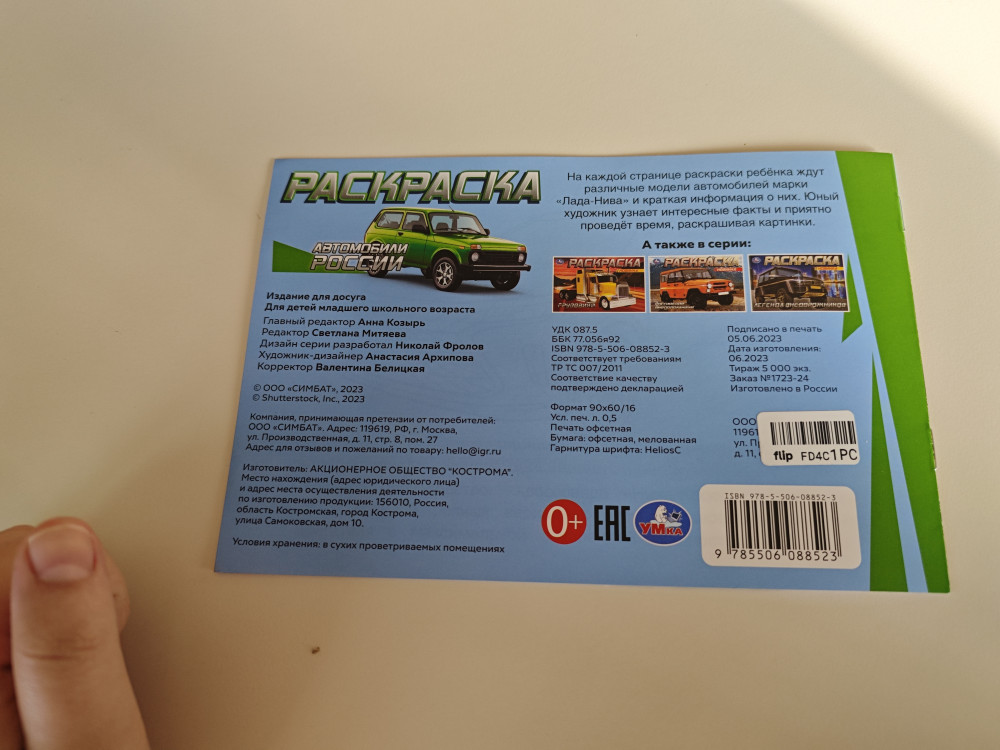 РАСКРАСКА
АВТОМОБИЛИ
РОССИИ
На каждой странице раскраски ребёнка ждут
различные модели автомобилей марки
«Лада-Нива» и краткая информация о них. Юный
художник узнает интересные факты и приятно
проведёт время, раскрашивая картинки.
А также в серии:
РАСКРАСКА
ГРУЗОВИКИ
РАСКРАСКА
РАСКРАСКА
ЛЕГЕНДА ВНЕДОРОЖНИКОВ
Издание для досуга
Для детей младшего школьного возраста
Главный редактор Анна Козырь
Редактор Светлана Митяева
Дизайн серии разработал Николай Фролов
Художник-дизайнер Анастасия Архипова
Корректор Валентина Белицкая
© ООО «СИМБАТ», 2023
© Shutterstock, Inc., 2023
Компания, принимающая претензии от потребителей:
ООО «СИМБАТ». Адрес: 119619, РФ, г. Москва,
ул. Производственная, д. 11, стр. 8, пом. 27
Адрес для отзывов и пожеланий по товару: hello@igr.ru
Изготовитель: АКЦИОНЕРНОЕ ОБЩЕСТВО "КОСТРОМА".
Место нахождения (адрес юридического лица)
и адрес места осуществления деятельности
по изготовлению продукции: 156010, Россия,
область Костромская, город Кострома,
улица Самоковская, дом 10.
Условия хранения: в сухих проветриваемых помещениях
УДК 087.5
ББК 77.056я92
ISBN 978-5-506-08852-3
Соответствует требованиям
ТР ТС 007/2011
Соответствие качеству
подтверждено декларацией
Формат 90х60/16
Усл. печ. л. 0,5
Печать офсетная
Бумага: офсетная, мелованная
Гарнитура шрифта: HeliosC
Подписано в печать
05.06.2023
Дата изготовления:
06.2023
Тираж 5 000 экз.
Заказ №1723-24
Изготовлено в России
ООО
119619
ул. П
д. 11,
flip FD4C1PC
0+
ЕАС
УМка
ISBN 978-5-506-08852-3
9 785506 088523